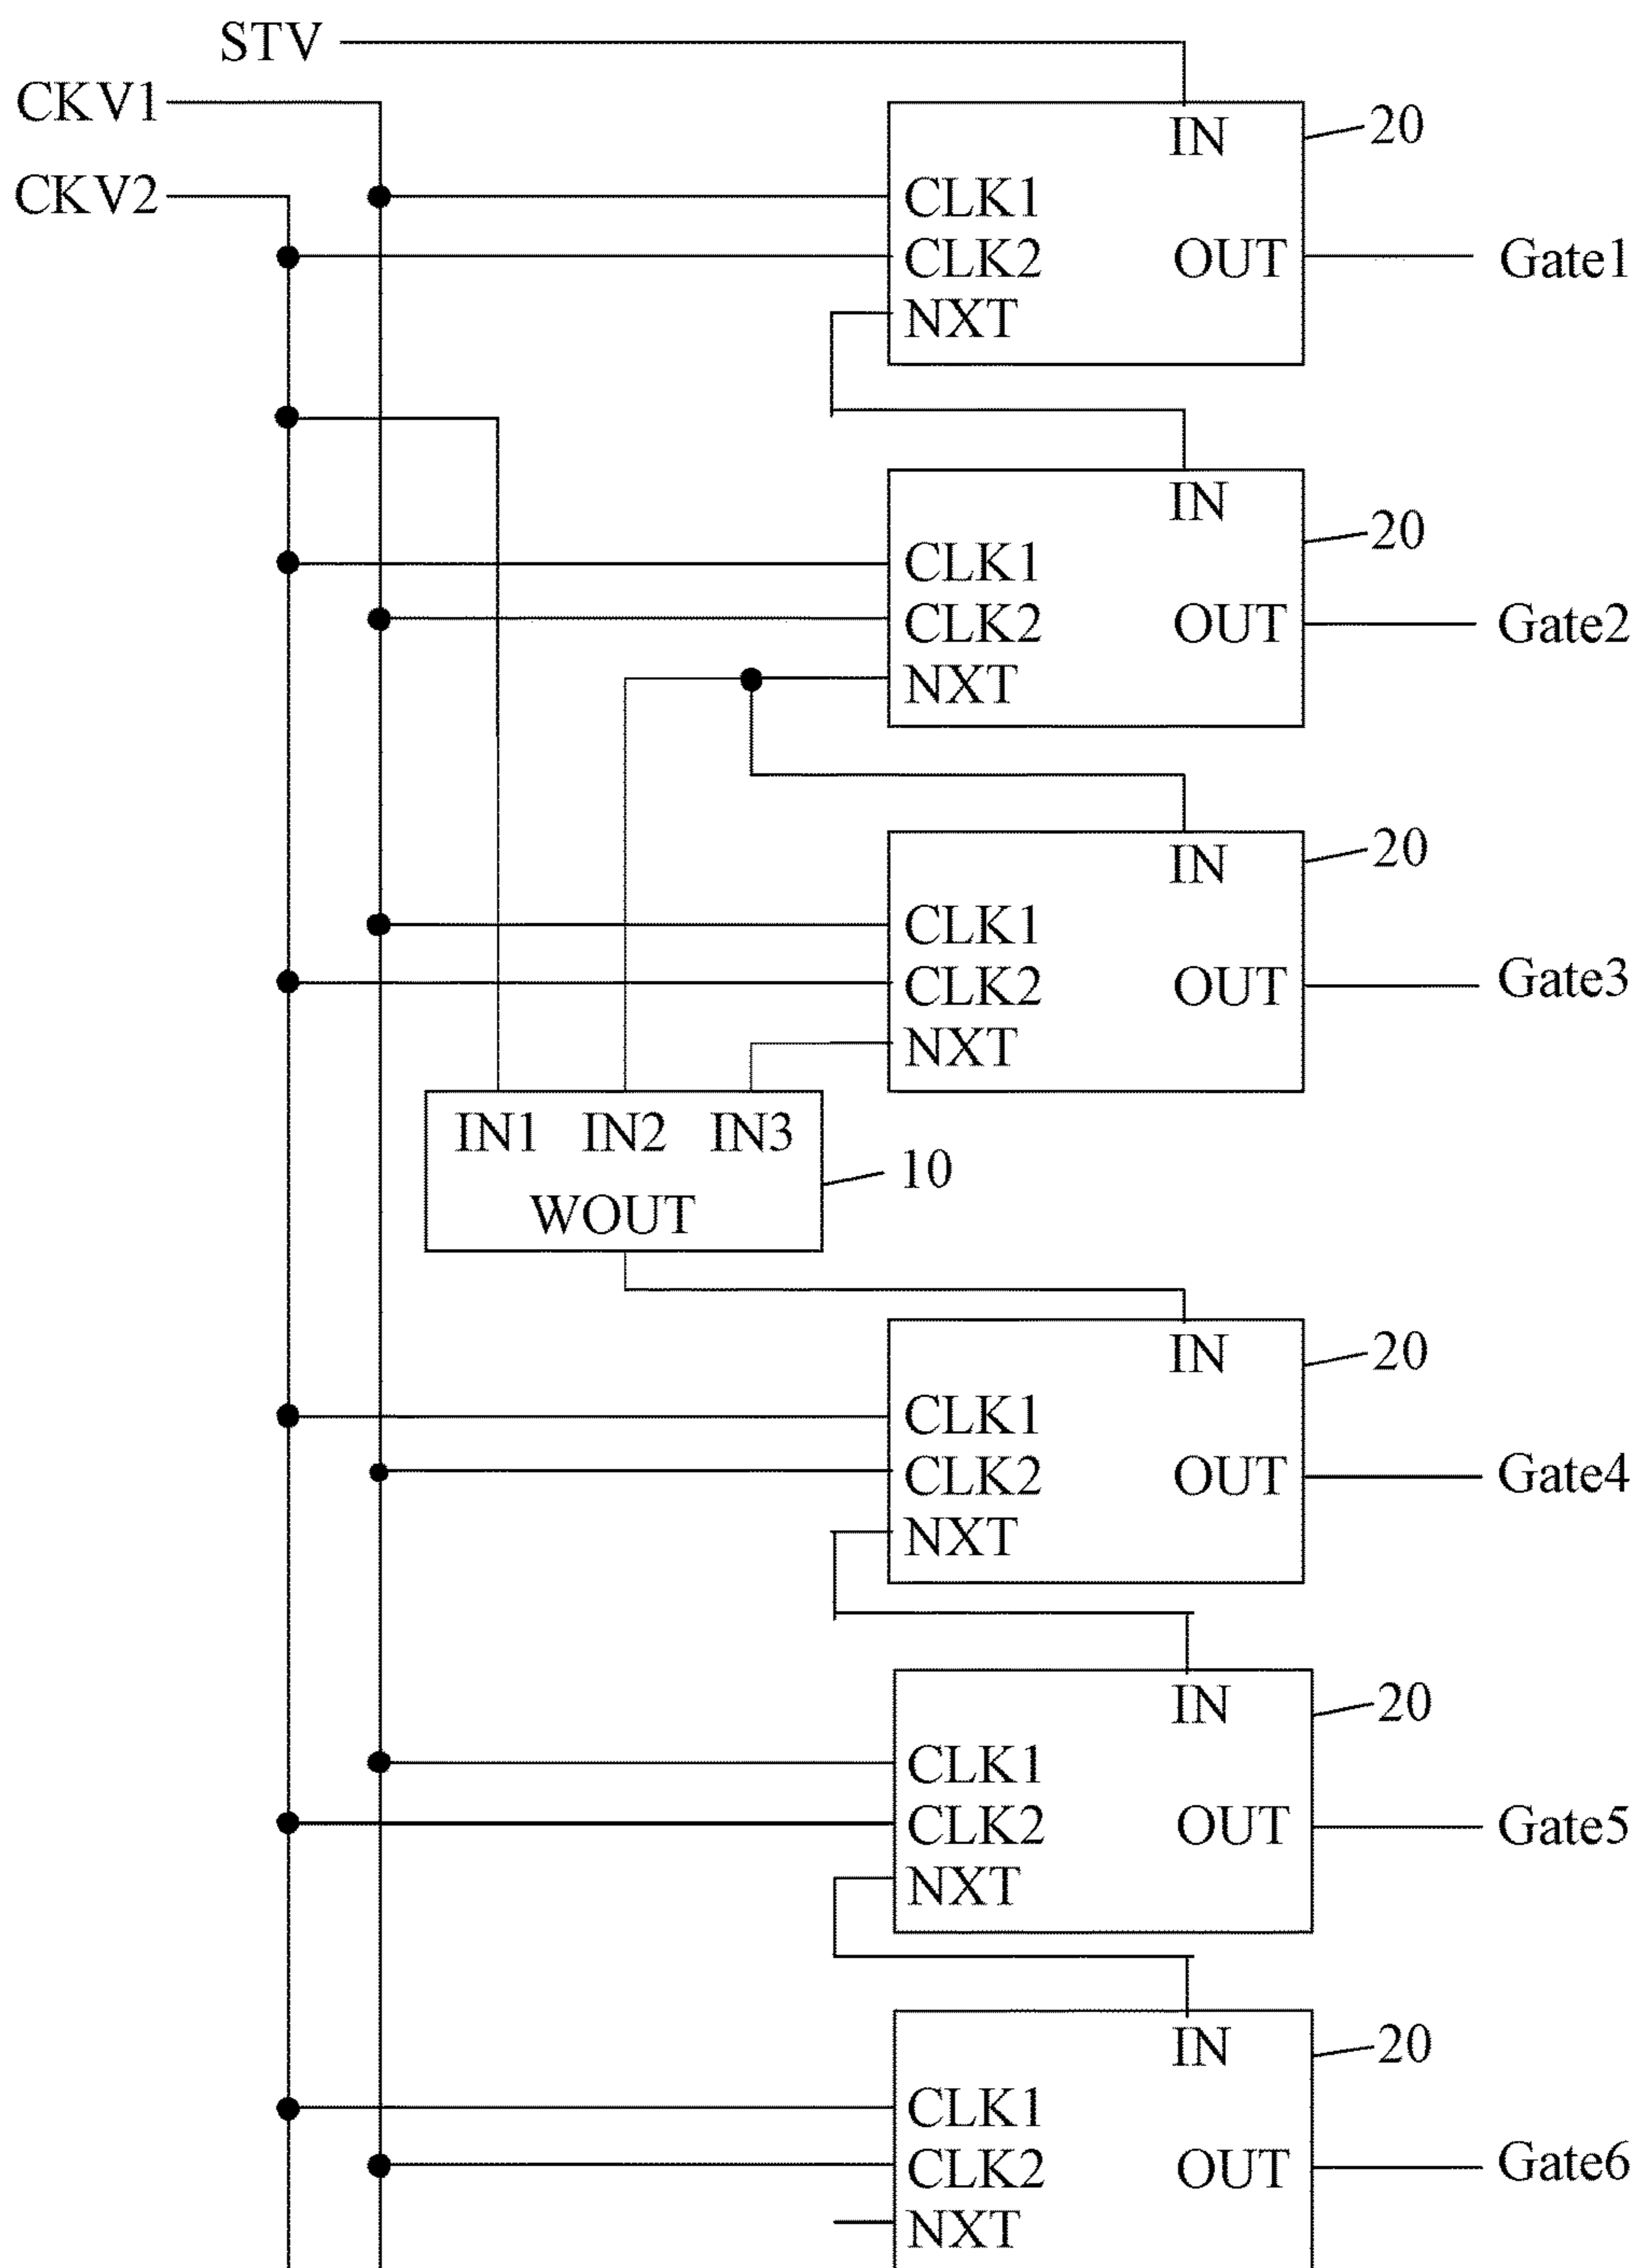 STV
CKV1
CKV2
IN
20
CLK1
CLK2
OUT
Gate1
NXT
IN
20
CLK1
CLK2
OUT
Gate2
NXT
IN
20
CLK1
CLK2
OUT
Gate3
NXT
IN1 IN2 IN3
10
WOUT
IN
20
CLK1
CLK2
OUT
Gate4
NXT
IN
20
CLK1
CLK2
OUT
Gate5
NXT
IN
20
CLK1
CLK2
OUT
Gate6
NXT